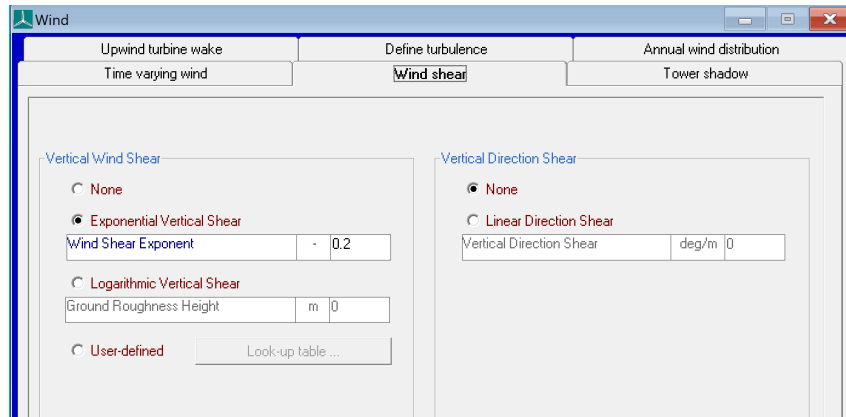 Wind
Upwind turbine wake
Define turbulence
Annual wind distribution
Time varying wind
Wind shear
Tower shadow
Vertical Wind Shear
None
Exponential Vertical Shear
Wind Shear Exponent - 0.2
Logarithmic Vertical Shear
Ground Roughness Height m 0
User-defined Look-up table ...
Vertical Direction Shear
None
Linear Direction Shear
Vertical Direction Shear deg/m 0